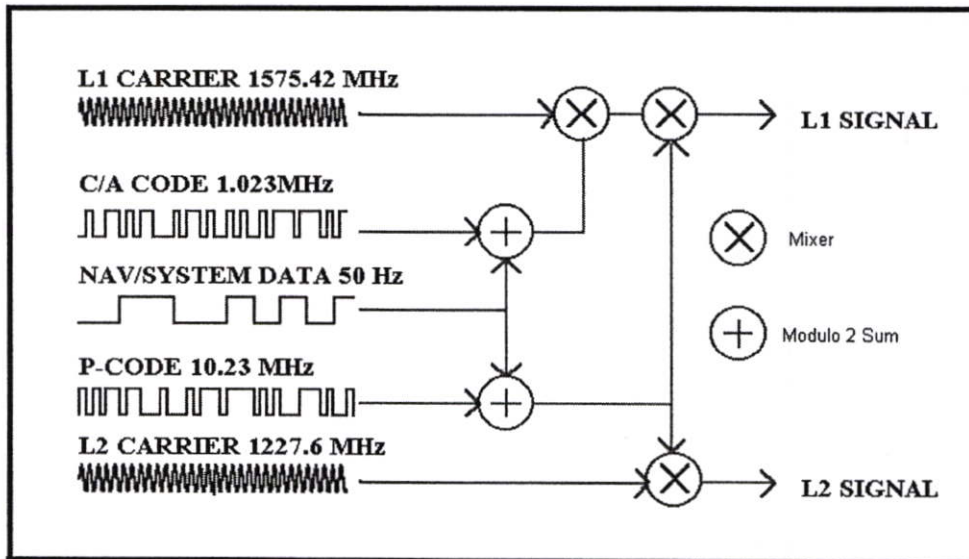 L1 CARRIER 1575.42 MHz
L1 SIGNAL
C/A CODE 1.023MHz
Mixer
NAV/SYSTEM DATA 50 Hz
Modulo 2 Sum
P-CODE 10.23 MHz
L2 CARRIER 1227.6 MHz
L2 SIGNAL